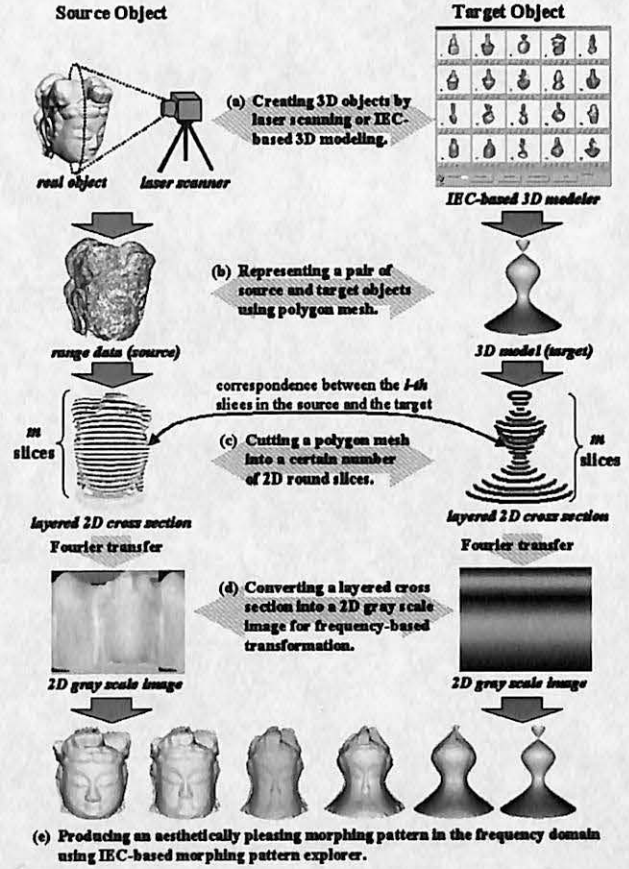 Source Object
Target Object
(a) Creating 3D objects by
laser scanning or IEC-
based 3D modeling.
real object
laser scanner
IEC-based 3D modeler
(b) Representing a pair of
source and target objects
using polygon mesh.
range data (source)
3D model (target)
correspondence between the i-th
slices in the source and the target
m
slices
(c) Cutting a polygon mesh
into a certain number
of 2D round slices.
m
slices
layered 2D cross section
layered 2D cross section
Fourier transfer
Fourier transfer
(d) Converting a layered cross
section into a 2D gray scale
image for frequency-based
transformation.
2D gray scale image
2D gray scale image
(e) Producing an aesthetically pleasing morphing pattern in the frequency domain
using IEC-based morphing pattern explorer.